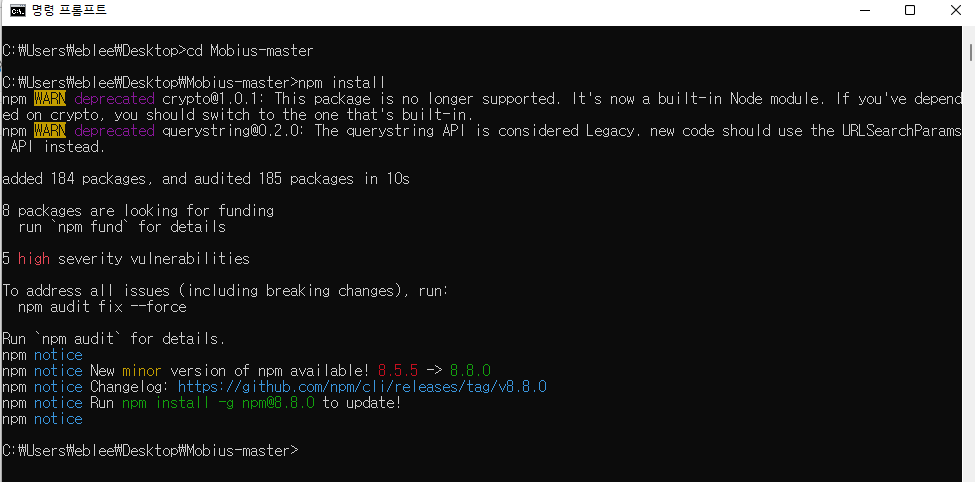 명령 프롬프트
C:\Users\eblee\Desktop>cd Mobius-master
C:\Users\eblee\Desktop\Mobius-master>npm install
npm WARN deprecated crypto@1.0.1: This package is no longer supported. It's now a built-in Node module. If you've depend
ed on crypto, you should switch to the one that's built-in.
npm WARN deprecated querystring@0.2.0: The querystring API is considered Legacy. new code should use the URLSearchParams
 API instead.
added 184 packages, and audited 185 packages in 10s
8 packages are looking for funding
  run `npm fund` for details
5 high severity vulnerabilities
To address all issues (including breaking changes), run:
  npm audit fix --force
Run `npm audit` for details.
npm notice
npm notice New minor version of npm available! 8.5.5 -> 8.8.0
npm notice Changelog: https://github.com/npm/cli/releases/tag/v8.8.0
npm notice Run npm install -g npm@8.8.0 to update!
npm notice
C:\Users\eblee\Desktop\Mobius-master>